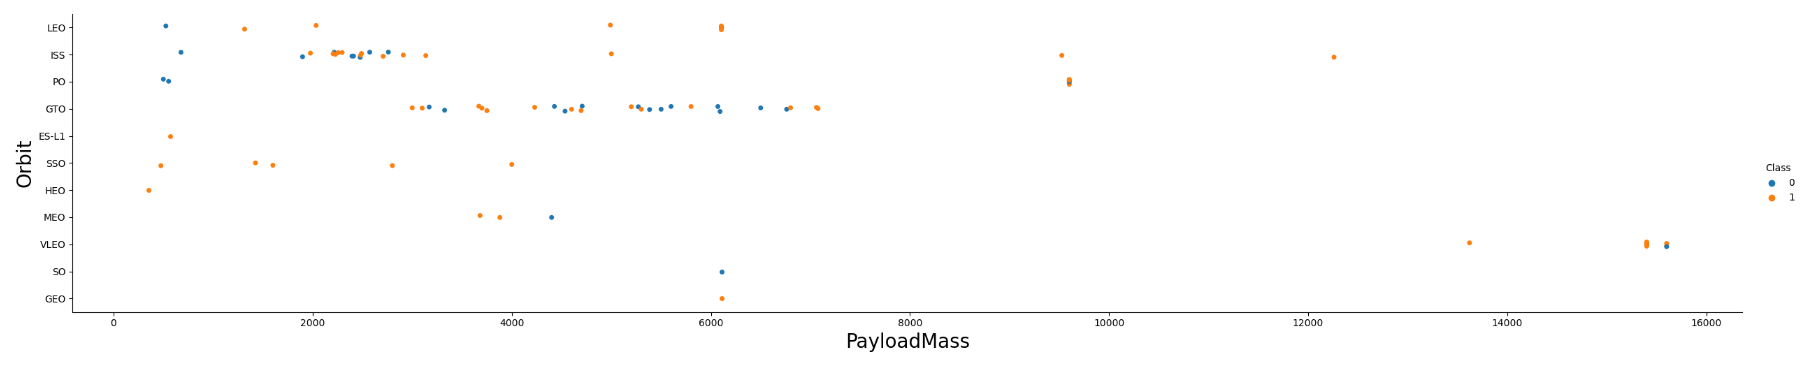 LEO
ISS
PO
GTO
ES-L1
SSO
HEO
MEO
VLEO
SO
GEO
Orbit
0 2000 4000 6000 8000 10000 12000 14000 16000
PayloadMass
Class
0
1